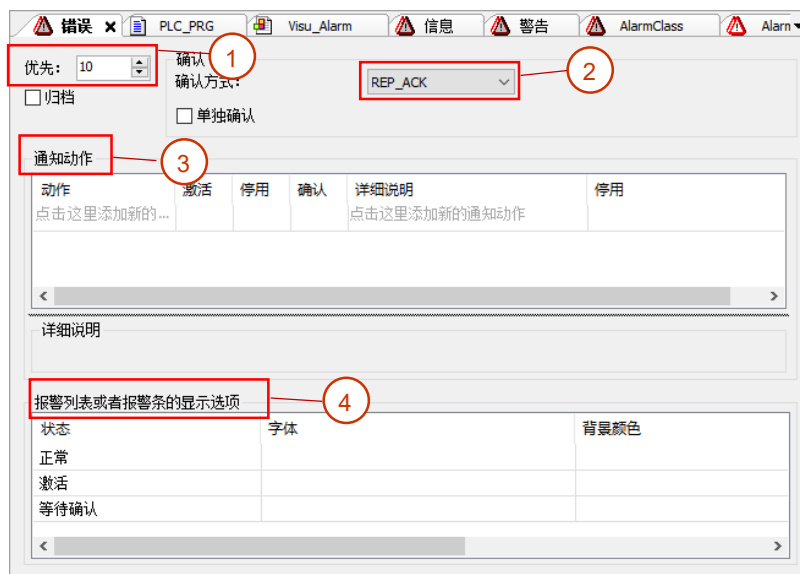 错误 PLC_PRG Visu_Alarm 信息 警告 AlarmClass Alarn
优先： 10
1
确认
确认方式：
REP_ACK
2
归档
单独确认
通知动作
3
动作 激活 停用 确认 详细说明 停用
点击这里添加新的... 点击这里添加新的通知动作
详细说明
报警列表或者报警条的显示选项
4
状态 字体 背景颜色
正常
激活
等待确认